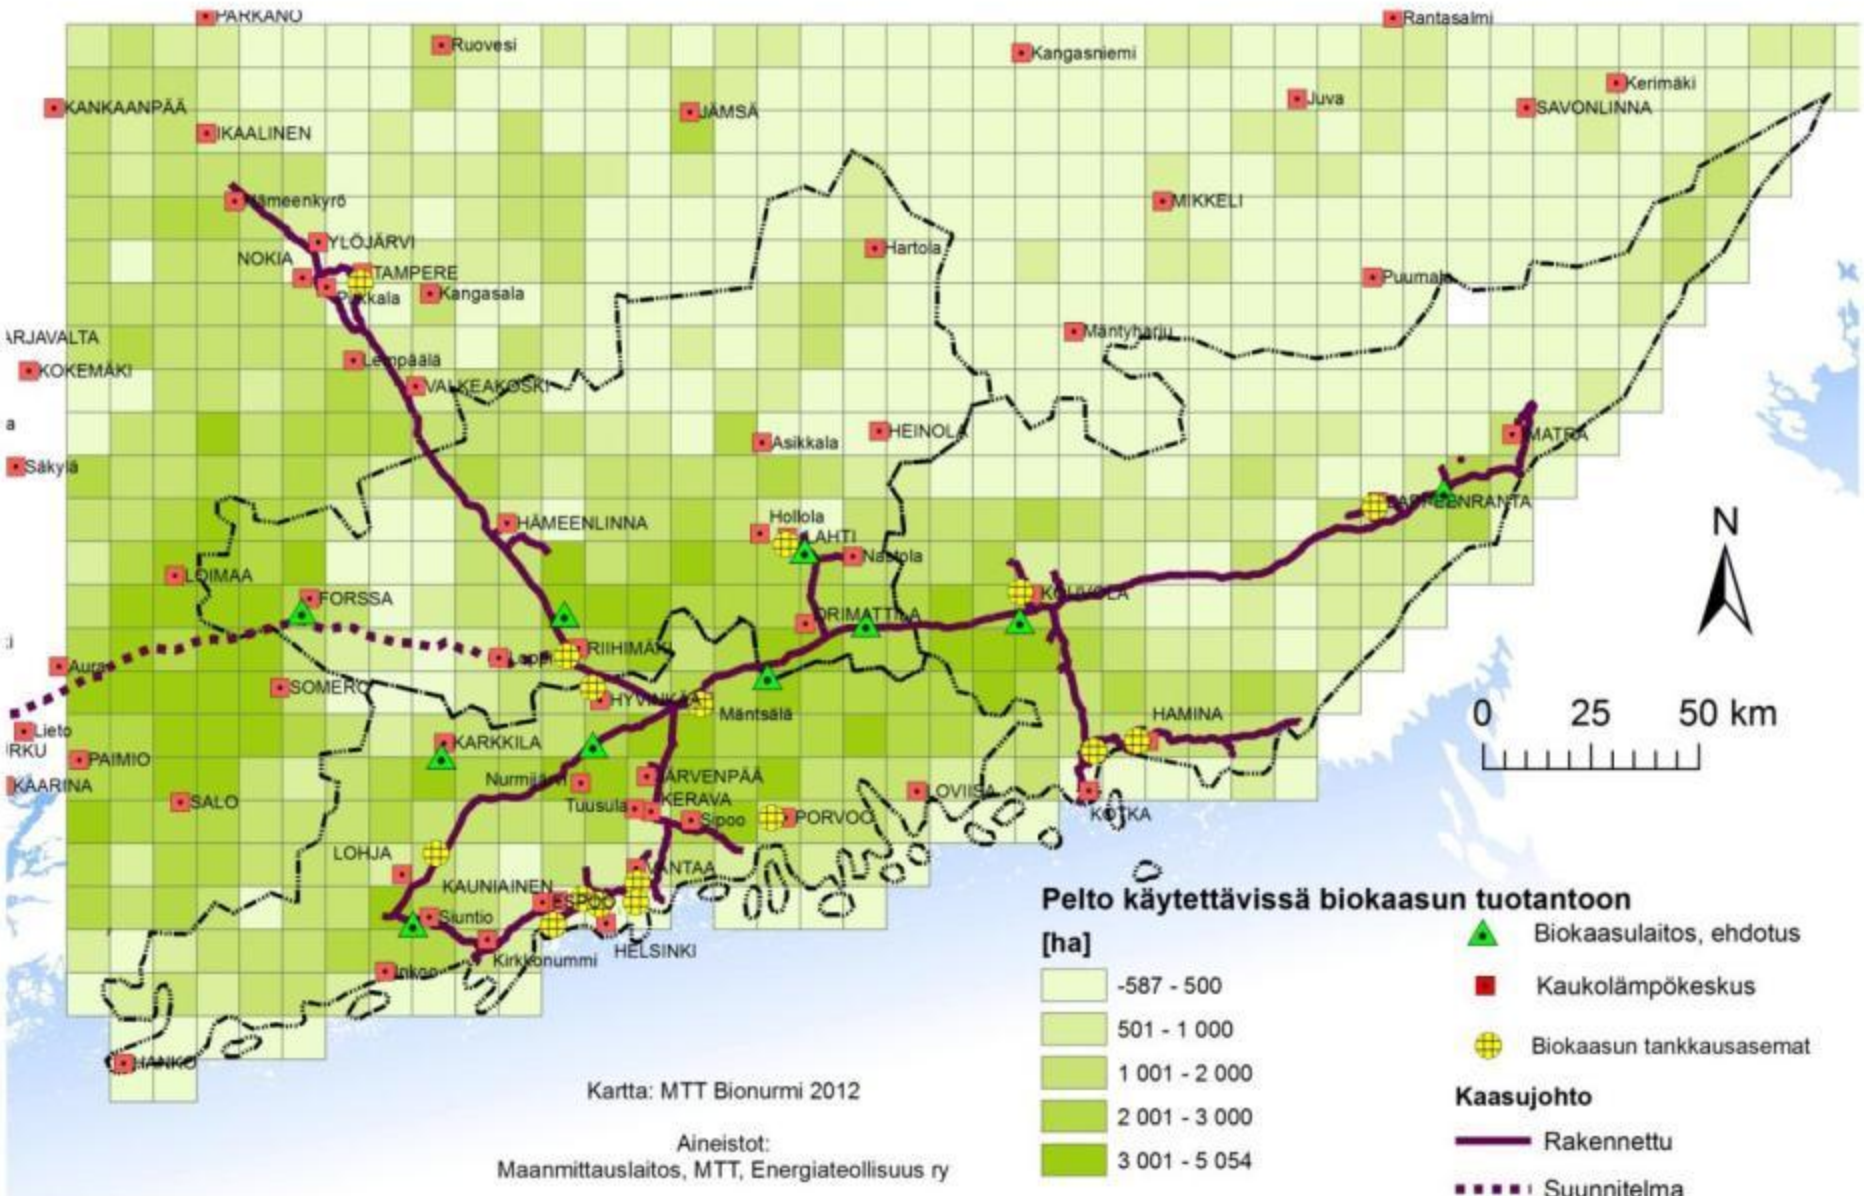 PARKANO
Rantasalmi
Ruovesi
Kangasniemi
Kerimäki
KANKAANPÄÄ
JÄMSÄ
Juva
SAVONLINNA
IKAALINEN
Hämeenkyrö
MIKKELI
YLÖJÄRVI
Hartola
NOKIA
TAMPERE
Puumala
Pirkkala
Kangasala
ARJAVALTA
Mäntyharju
Lempäälä
KOKEMÄKI
VALKEAKOSKI
a
HEINOLA
IMATRA
Asikkala
Säkylä
LAPPEENRANTA
Hollola
HÄMEENLINNA
LAHTI
N
Nastola
LOIMAA
KOUVOLA
FORSSA
ORIMATTILA
RIIHIMÄKI
Loppi
Aura
SOMERO
HYVINKÄÄ
Mäntsälä
HAMINA
0 25 50 km
Lieto
KARKKILA
RKU
PAIMIO
Nurmijärvi
JÄRVENPÄÄ
KAARINA
LOVIISA
SALO
Tuusula
KERAVA
Sipoo
PORVOO
KOTKA
LOHJA
VANTAA
KAUNIAINEN
ESPOO
Siuntio
HELSINKI
Kirkkonummi
Inkoo
HANKO
Pelto käytettävissä biokaasun tuotantoon
[ha]
-587 - 500
501 - 1 000
1 001 - 2 000
2 001 - 3 000
3 001 - 5 054
Biokaasulaitos, ehdotus
Kaukolämpökeskus
Biokaasun tankkausasemat
Kaasujohto
Rakennettu
Suunnitelma
Kartta: MTT Bionurmi 2012
Aineistot:
Maanmittauslaitos, MTT, Energiateollisuus ry